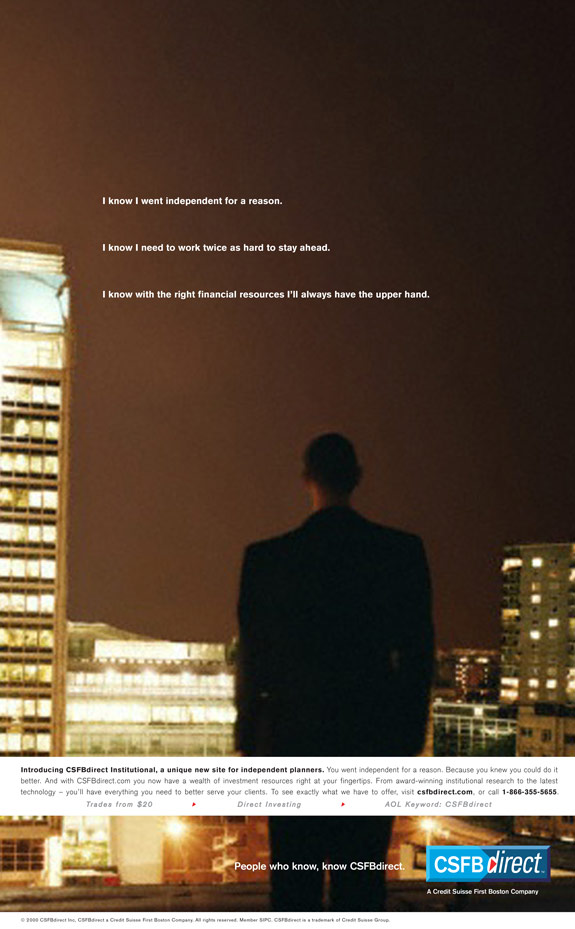 I know I went independent for a reason.
I know I need to work twice as hard to stay ahead.
I know with the right financial resources I'll always have the upper hand.
Introducing CSFBdirect Institutional, a unique new site for independent planners. You went independent for a reason. Because you knew you could do it
better. And with CSFBdirect.com you now have a wealth of investment resources right at your fingertips. From award-winning institutional research to the latest
technology – you'll have everything you need to better serve your clients. To see exactly what we have to offer, visit csfbdirect.com, or call 1-866-355-5655.
Trades from $20 Direct Investing AOL Keyword: CSFBdirect
People who know, know CSFBdirect.
CSFB direct™
A Credit Suisse First Boston Company
© 2000 CSFBdirect Inc, CSFBdirect a Credit Suisse First Boston Company. All rights reserved. Member SIPC. CSFBdirect is a trademark of Credit Suisse Group.